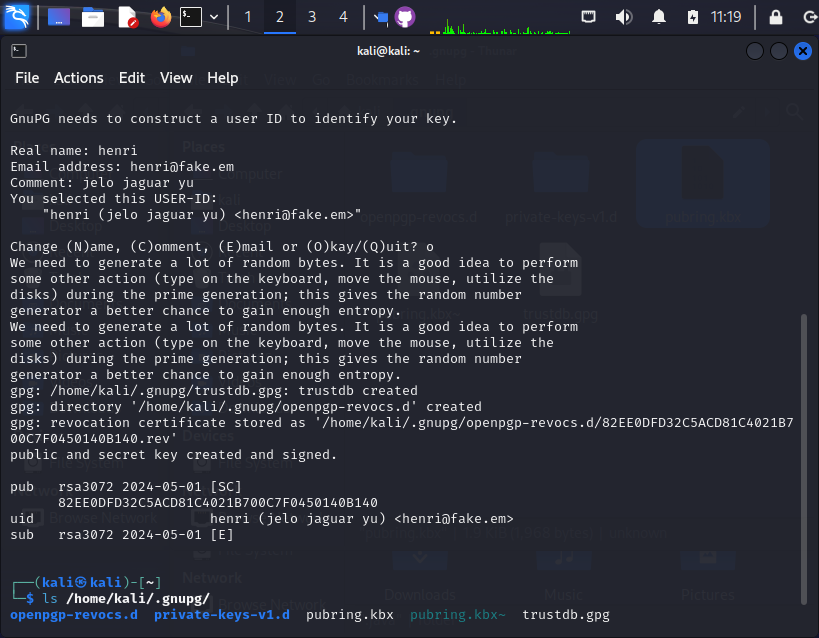 1 2 3 4 11:19
kali@kali: ~
File Actions Edit View Help
GnuPG needs to construct a user ID to identify your key.
Real name: henri
Email address: henri@fake.em
Comment: jelo jaguar yu
You selected this USER-ID:
"henri (jelo jaguar yu) <henri@fake.em>"
Change (N)ame, (C)omment, (E)mail or (O)kay/(Q)uit? o
We need to generate a lot of random bytes. It is a good idea to perform
some other action (type on the keyboard, move the mouse, utilize the
disks) during the prime generation; this gives the random number
generator a better chance to gain enough entropy.
We need to generate a lot of random bytes. It is a good idea to perform
some other action (type on the keyboard, move the mouse, utilize the
disks) during the prime generation; this gives the random number
generator a better chance to gain enough entropy.
gpg: /home/kali/.gnupg/trustdb.gpg: trustdb created
gpg: directory '/home/kali/.gnupg/openpgp-revocs.d' created
gpg: revocation certificate stored as '/home/kali/.gnupg/openpgp-revocs.d/82EE0DFD32C5ACD81C4021B7
00C7F0450140B140.rev'
public and secret key created and signed.
pub rsa3072 2024-05-01 [SC]
82EE0DFD32C5ACD81C4021B700C7F0450140B140
uid henri (jelo jaguar yu) <henri@fake.em>
sub rsa3072 2024-05-01 [E]
┌──(kali㉿kali)-[~]
└─$ ls /home/kali/.gnupg/
openpgp-revocs.d private-keys-v1.d pubring.kbx pubring.kbx~ trustdb.gpg